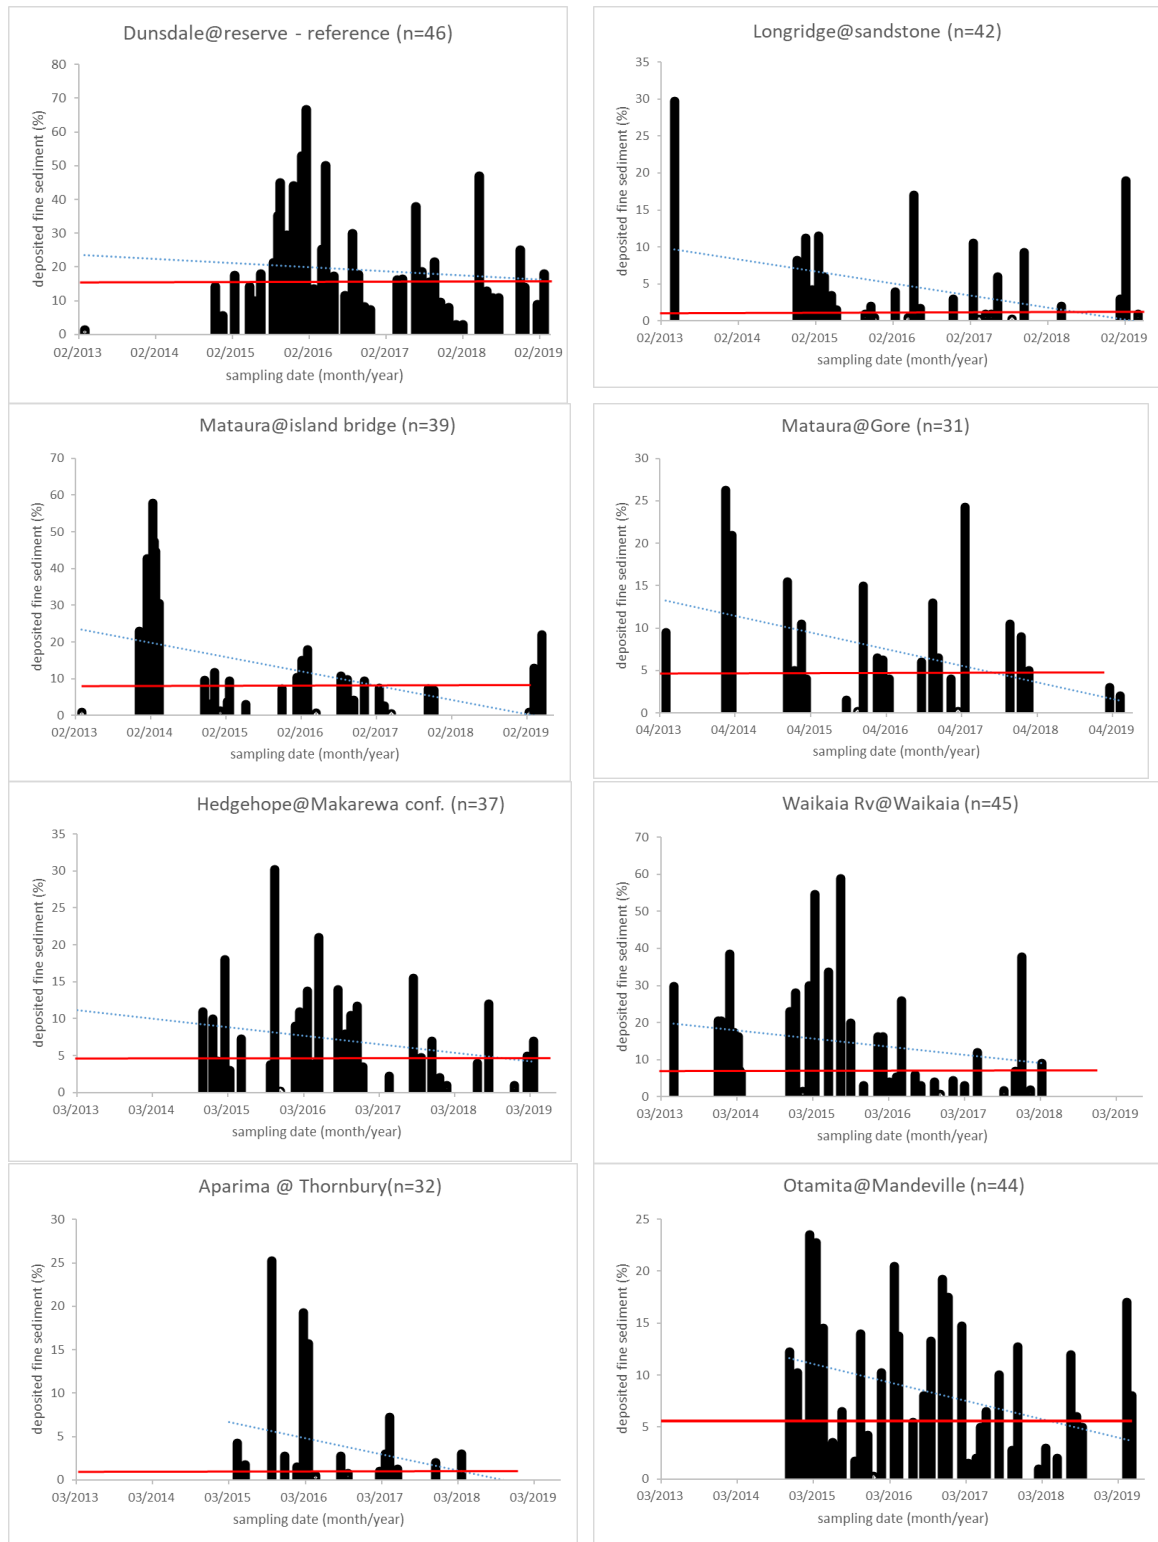 Dunsdale@reserve - reference (n=46)
deposited fine sediment (%)
80
70
60
50
40
30
20
10
0
02/2013 02/2014 02/2015 02/2016 02/2017 02/2018 02/2019
sampling date (month/year)
Longridge@sandstone (n=42)
deposited fine sediment (%)
35
30
25
20
15
10
5
0
02/2013 02/2014 02/2015 02/2016 02/2017 02/2018 02/2019
sampling date (month/year)
Mataura@island bridge (n=39)
deposited fine sediment (%)
70
60
50
40
30
20
10
0
02/2013 02/2014 02/2015 02/2016 02/2017 02/2018 02/2019
sampling date (month/year)
Mataura@Gore (n=31)
deposited fine sediment (%)
30
25
20
15
10
5
0
04/2013 04/2014 04/2015 04/2016 04/2017 04/2018 04/2019
sampling date (month/year)
Hedgehope@Makarewa conf. (n=37)
deposited fine sediment (%)
35
30
25
20
15
10
5
0
03/2013 03/2014 03/2015 03/2016 03/2017 03/2018 03/2019
sampling date (month/year)
Waikaia Rv@Waikaia (n=45)
deposited fine sediment (%)
70
60
50
40
30
20
10
0
03/2013 03/2014 03/2015 03/2016 03/2017 03/2018 03/2019
sampling date (month/year)
Aparima @ Thornbury(n=32)
deposited fine sediment (%)
30
25
20
15
10
5
0
03/2013 03/2014 03/2015 03/2016 03/2017 03/2018 03/2019
sampling date (month/year)
Otamita@Mandeville (n=44)
deposited fine sediment (%)
25
20
15
10
5
0
03/2013 03/2014 03/2015 03/2016 03/2017 03/2018 03/2019
sampling date (month/year)